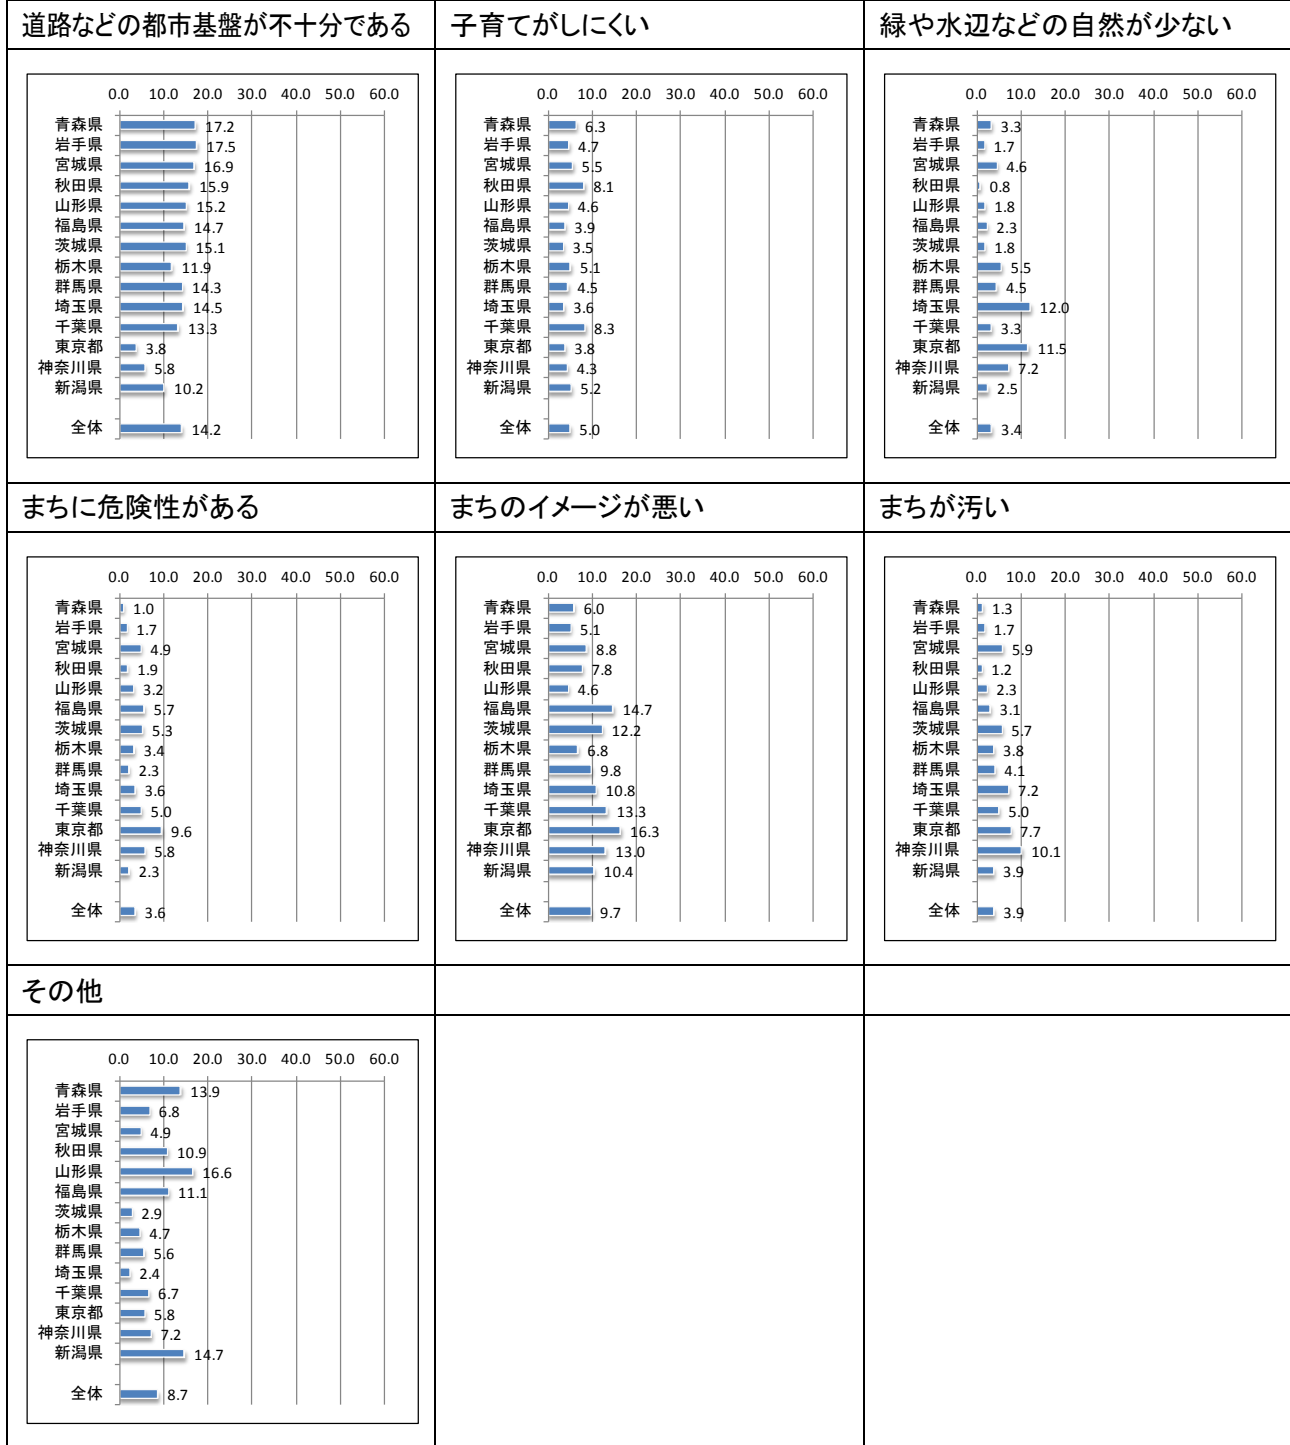 道路などの都市基盤が不十分である
子育てがしにくい
緑や水辺などの自然が少ない
0.0 10.0 20.0 30.0 40.0 50.0 60.0
青森県 17.2
岩手県 17.5
宮城県 16.9
秋田県 15.9
山形県 15.2
福島県 14.7
茨城県 15.1
栃木県 11.9
群馬県 14.3
埼玉県 14.5
千葉県 13.3
東京都 3.8
神奈川県 5.8
新潟県 10.2
全体 14.2
0.0 10.0 20.0 30.0 40.0 50.0 60.0
青森県 6.3
岩手県 4.7
宮城県 5.5
秋田県 8.1
山形県 4.6
福島県 3.9
茨城県 3.5
栃木県 5.1
群馬県 4.5
埼玉県 3.6
千葉県 8.3
東京都 3.8
神奈川県 4.3
新潟県 5.2
全体 5.0
0.0 10.0 20.0 30.0 40.0 50.0 60.0
青森県 3.3
岩手県 1.7
宮城県 4.6
秋田県 0.8
山形県 1.8
福島県 2.3
茨城県 1.8
栃木県 5.5
群馬県 4.5
埼玉県 12.0
千葉県 3.3
東京都 11.5
神奈川県 7.2
新潟県 2.5
全体 3.4
まちに危険性がある
まちのイメージが悪い
まちが汚い
0.0 10.0 20.0 30.0 40.0 50.0 60.0
青森県 1.0
岩手県 1.7
宮城県 4.9
秋田県 1.9
山形県 3.2
福島県 5.7
茨城県 5.3
栃木県 3.4
群馬県 2.3
埼玉県 3.6
千葉県 5.0
東京都 9.6
神奈川県 5.8
新潟県 2.3
全体 3.6
0.0 10.0 20.0 30.0 40.0 50.0 60.0
青森県 6.0
岩手県 5.1
宮城県 8.8
秋田県 7.8
山形県 4.6
福島県 14.7
茨城県 12.2
栃木県 6.8
群馬県 9.8
埼玉県 10.8
千葉県 13.3
東京都 16.3
神奈川県 13.0
新潟県 10.4
全体 9.7
0.0 10.0 20.0 30.0 40.0 50.0 60.0
青森県 1.3
岩手県 1.7
宮城県 5.9
秋田県 1.2
山形県 2.3
福島県 3.1
茨城県 5.7
栃木県 3.8
群馬県 4.1
埼玉県 7.2
千葉県 5.0
東京都 7.7
神奈川県 10.1
新潟県 3.9
全体 3.9
その他
0.0 10.0 20.0 30.0 40.0 50.0 60.0
青森県 13.9
岩手県 6.8
宮城県 4.9
秋田県 10.9
山形県 16.6
福島県 11.1
茨城県 2.9
栃木県 4.7
群馬県 5.6
埼玉県 2.4
千葉県 6.7
東京都 5.8
神奈川県 7.2
新潟県 14.7
全体 8.7